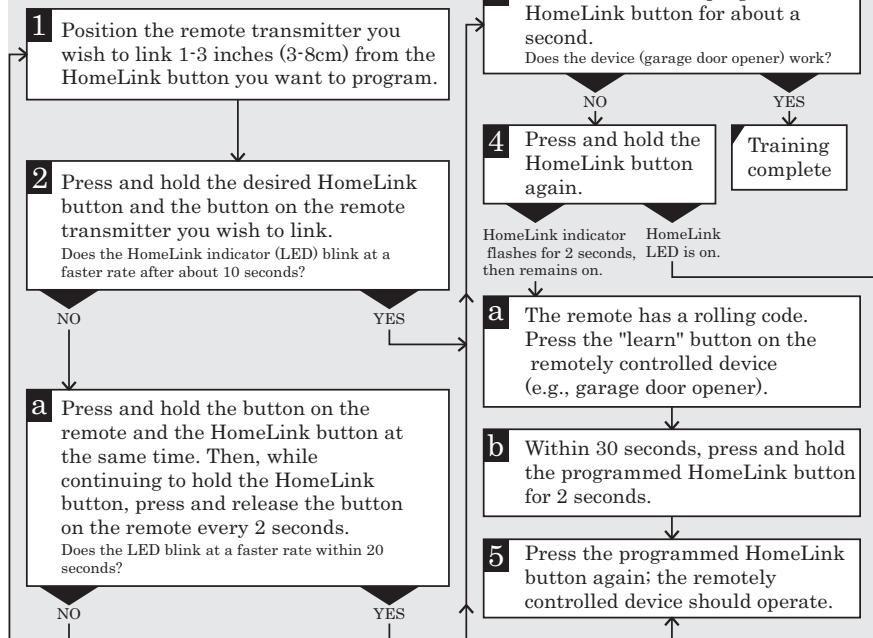 1
Position the remote transmitter you
wish to link 1-3 inches (3-8cm) from the
HomeLink button you want to program.
2
Press and hold the desired HomeLink
button and the button on the remote
transmitter you wish to link.
Does the HomeLink indicator (LED) blink at a
faster rate after about 10 seconds?
NO
YES
a
Press and hold the button on the
remote and the HomeLink button at
the same time. Then, while
continuing to hold the HomeLink
button, press and release the button
on the remote every 2 seconds.
Does the LED blink at a faster rate within 20
seconds?
NO
YES
HomeLink button for about a
second.
Does the device (garage door opener) work?
NO
YES
4
Press and hold the
HomeLink button
again.
Training
complete
HomeLink indicator
flashes for 2 seconds,
then remains on.
HomeLink
LED is on.
a
The remote has a rolling code.
Press the "learn" button on the
remotely controlled device
(e.g., garage door opener).
b
Within 30 seconds, press and hold
the programmed HomeLink button
for 2 seconds.
5
Press the programmed HomeLink
button again; the remotely
controlled device should operate.